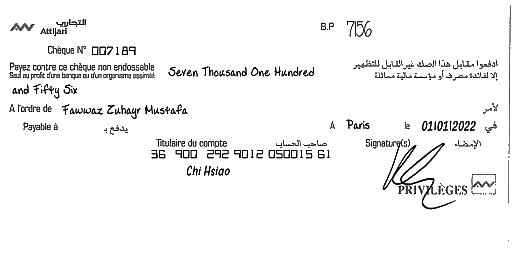 التجاري
Attijari
B.P 7156
Chèque N° 007189
Payez contre ce chèque non endossable
Sauf au profit d'une banque ou d'un organisme assimilé
Seven Thousand One Hundred
ادفعوا مقابل هذا الصك غير القابل للتظهير
إلا لفائدة مصرف أو مؤسسة مالية مماثلة
and Fifty Six
A l'ordre de Fawwaz Zuhayr Mustafa لأمر
Payable à يدفع بـ A Paris le 01/01/2022 في
Titulaire du compte صاحب الحساب Signature(s) الإمضاء
36 900 292 9012 050015 61
Chi Hsiao
PRIVILÈGES